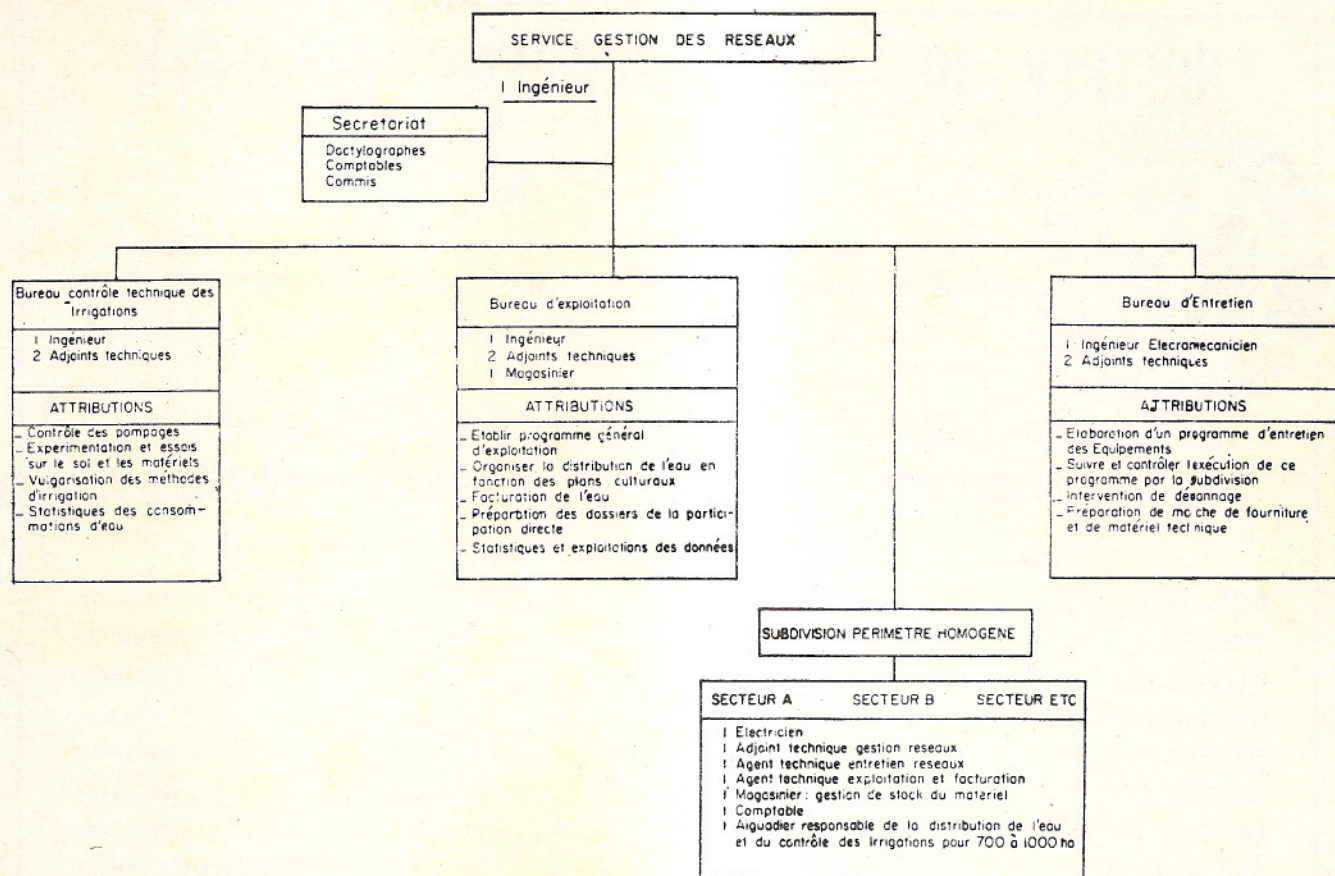 SERVICE GESTION DES RESEAUX
1 Ingénieur
Secretariat
Dactylographes
Comptables
Commis
Bureau contrôle technique des
Irrigations
1 Ingénieur
2 Adjoints techniques
ATTRIBUTIONS
_ Contrôle des pompages
_ Experimentation et essais
sur le sol et les matériels
_ Vulgarisation des méthodes
d'irrigation
_ Statistiques des consom-
mations d'eau
Bureau d'exploitation
1 Ingénieur
2 Adjoints techniques
1 Magasinier
ATTRIBUTIONS
_ Etablir programme général
d'exploitation
_ Organiser la distribution de l'eau en
fonction des plans culturaux
_ Facturation de l'eau
_ Préparation des dossiers de la partici-
pation directe
_ Statistiques et exploitations des données
Bureau d'Entretien
1 Ingénieur Elecramecanicien
2 Adjoints techniques
ATTRIBUTIONS
_ Elaboration d'un programme d'entretien
des Equipements
_ Suivre et contrôler l'exécution de ce
programme par la subdivision
_ Intervention de
_ Préparation de de fourniture
et de matériel technique
SUBDIVISION PERIMETRE HOMOGENE
SECTEUR A SECTEUR B SECTEUR ETC
1 Electricien
1 Adjoint technique gestion reseaux
1 Agent technique entretien reseaux
1 Agent technique exploitation et facturation
1 Magasinier: gestion de stock du materiel
1 Comptable
1 Aiguadier responsable de la distribution de l'eau
et du contrôle des Irrigations pour 700 à 1000 ha